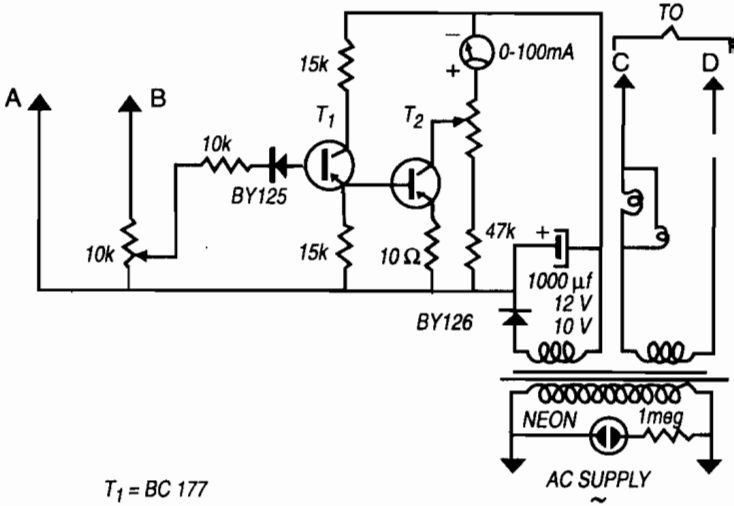 TO
A
B
C
D
15k
–
+
0-100mA
T1
T2
10k
BY125
10k
15k
10 Ω
47k
+
1000 µf
12 V
10 V
BY126
NEON
1meg
AC SUPPLY
~
T1 = BC 177